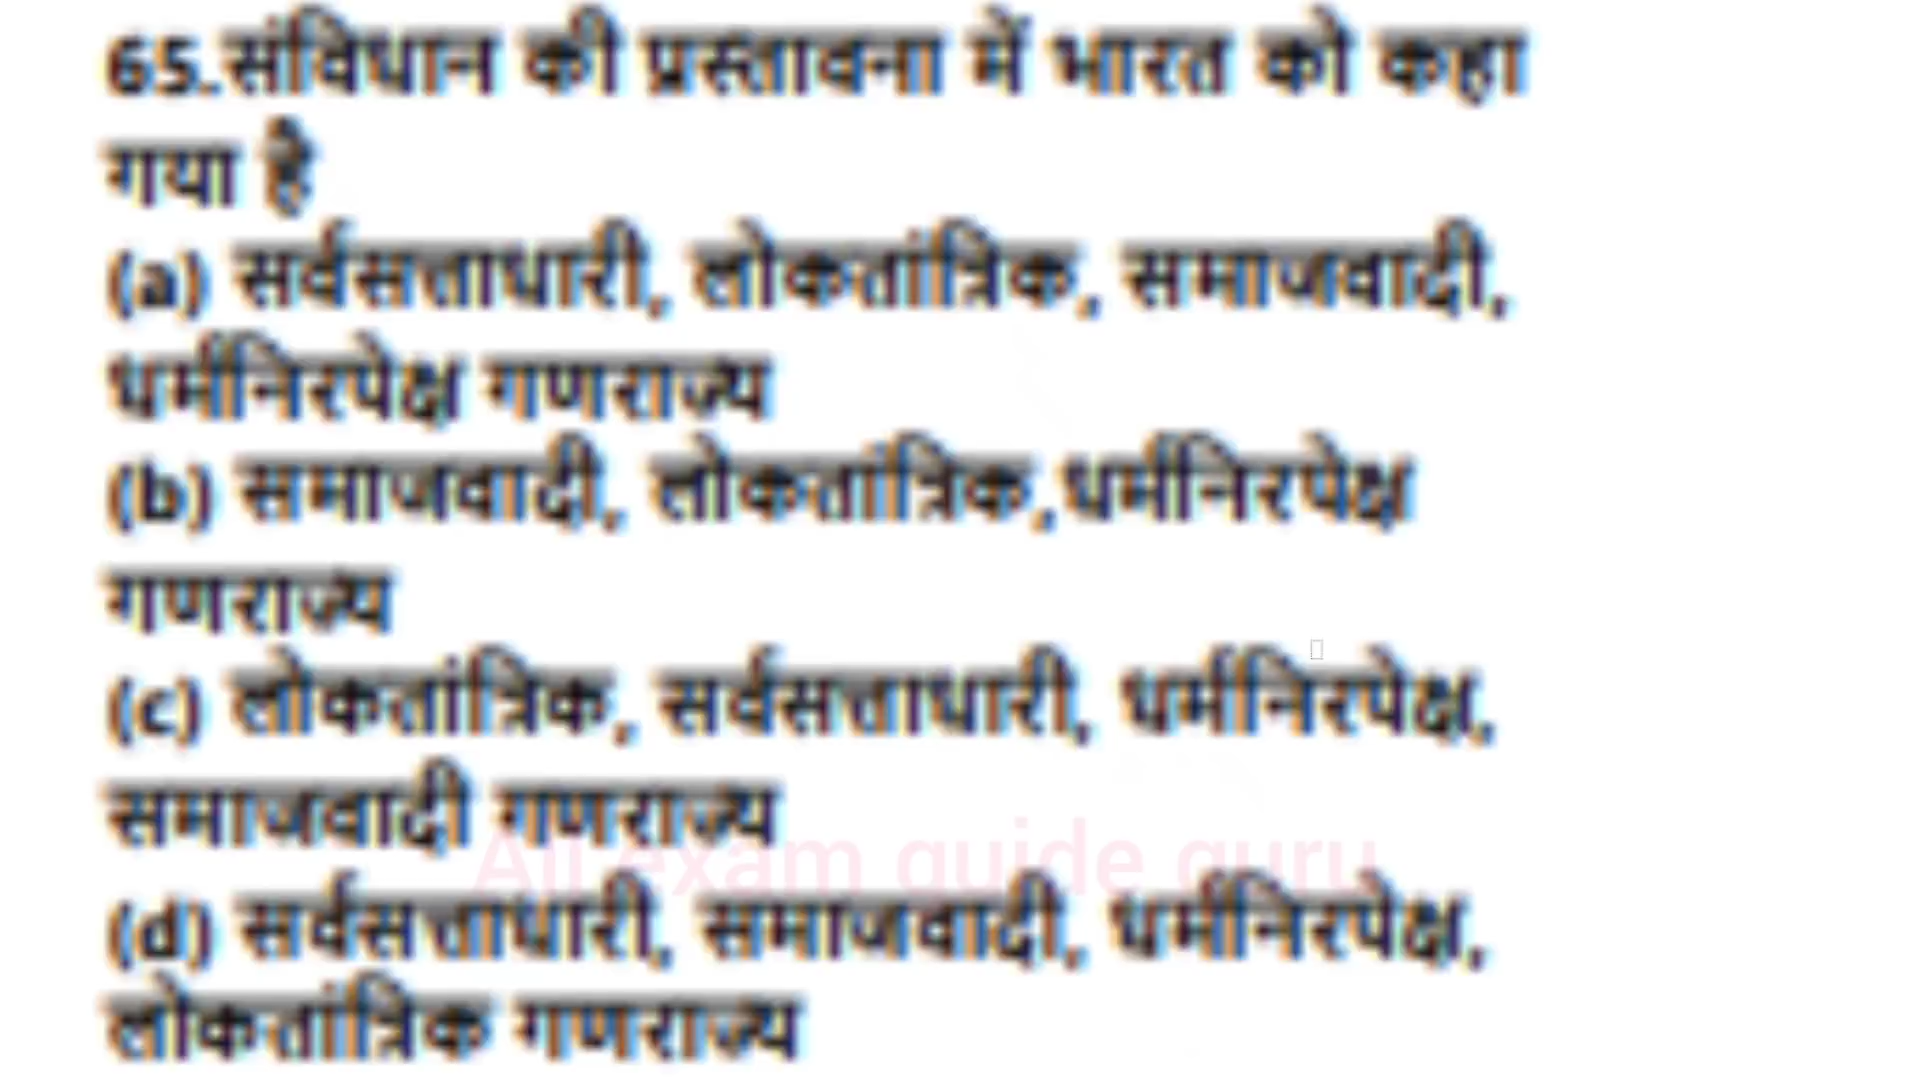 65.संविधान की प्रस्तावना में भारत को कहा
गया है
(a) सर्वसत्ताधारी, लोकतांत्रिक, समाजवादी,
धर्मनिरपेक्ष गणराज्य
(b) समाजवादी, लोकतांत्रिक,धर्मनिरपेक्ष
गणराज्य
(c) लोकतांत्रिक, सर्वसत्ताधारी, धर्मनिरपेक्ष,
समाजवादी गणराज्य
All exam guide guru
(d) सर्वसत्ताधारी, समाजवादी, धर्मनिरपेक्ष,
लोकतांत्रिक गणराज्य